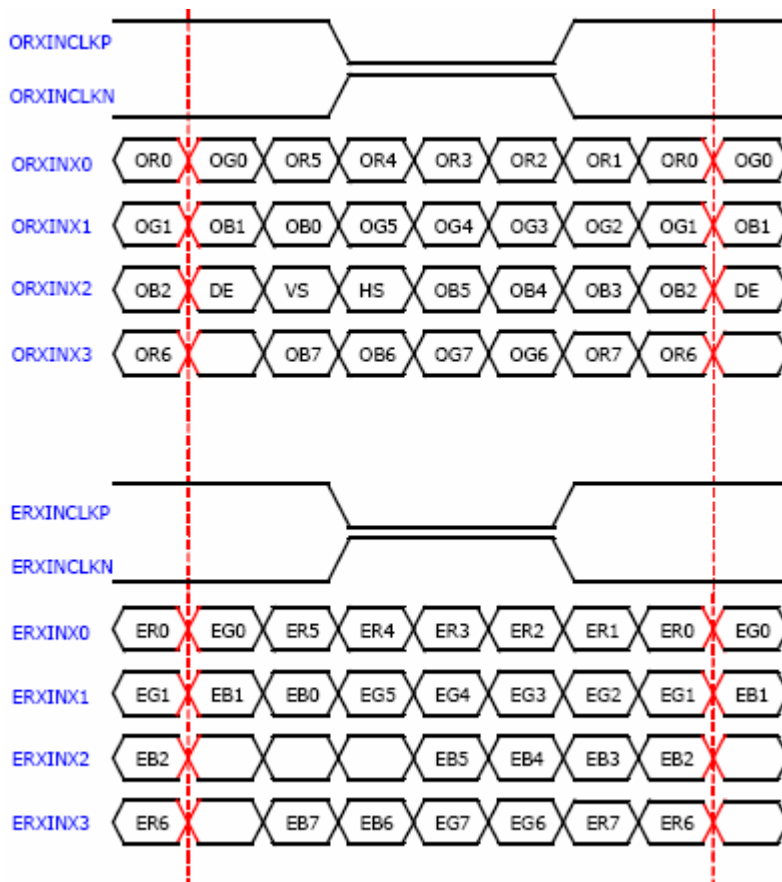 ORXINCLKP
ORXINCLKN
ORXINX0 OR0 OG0 OR5 OR4 OR3 OR2 OR1 OR0 OG0
ORXINX1 OG1 OB1 OB0 OG5 OG4 OG3 OG2 OG1 OB1
ORXINX2 OB2 DE VS HS OB5 OB4 OB3 OB2 DE
ORXINX3 OR6 OB7 OB6 OG7 OG6 OR7 OR6
ERXINCLKP
ERXINCLKN
ERXINX0 ER0 EG0 ER5 ER4 ER3 ER2 ER1 ER0 EG0
ERXINX1 EG1 EB1 EB0 EG5 EG4 EG3 EG2 EG1 EB1
ERXINX2 EB2 EB5 EB4 EB3 EB2
ERXINX3 ER6 EB7 EB6 EG7 EG6 ER7 ER6